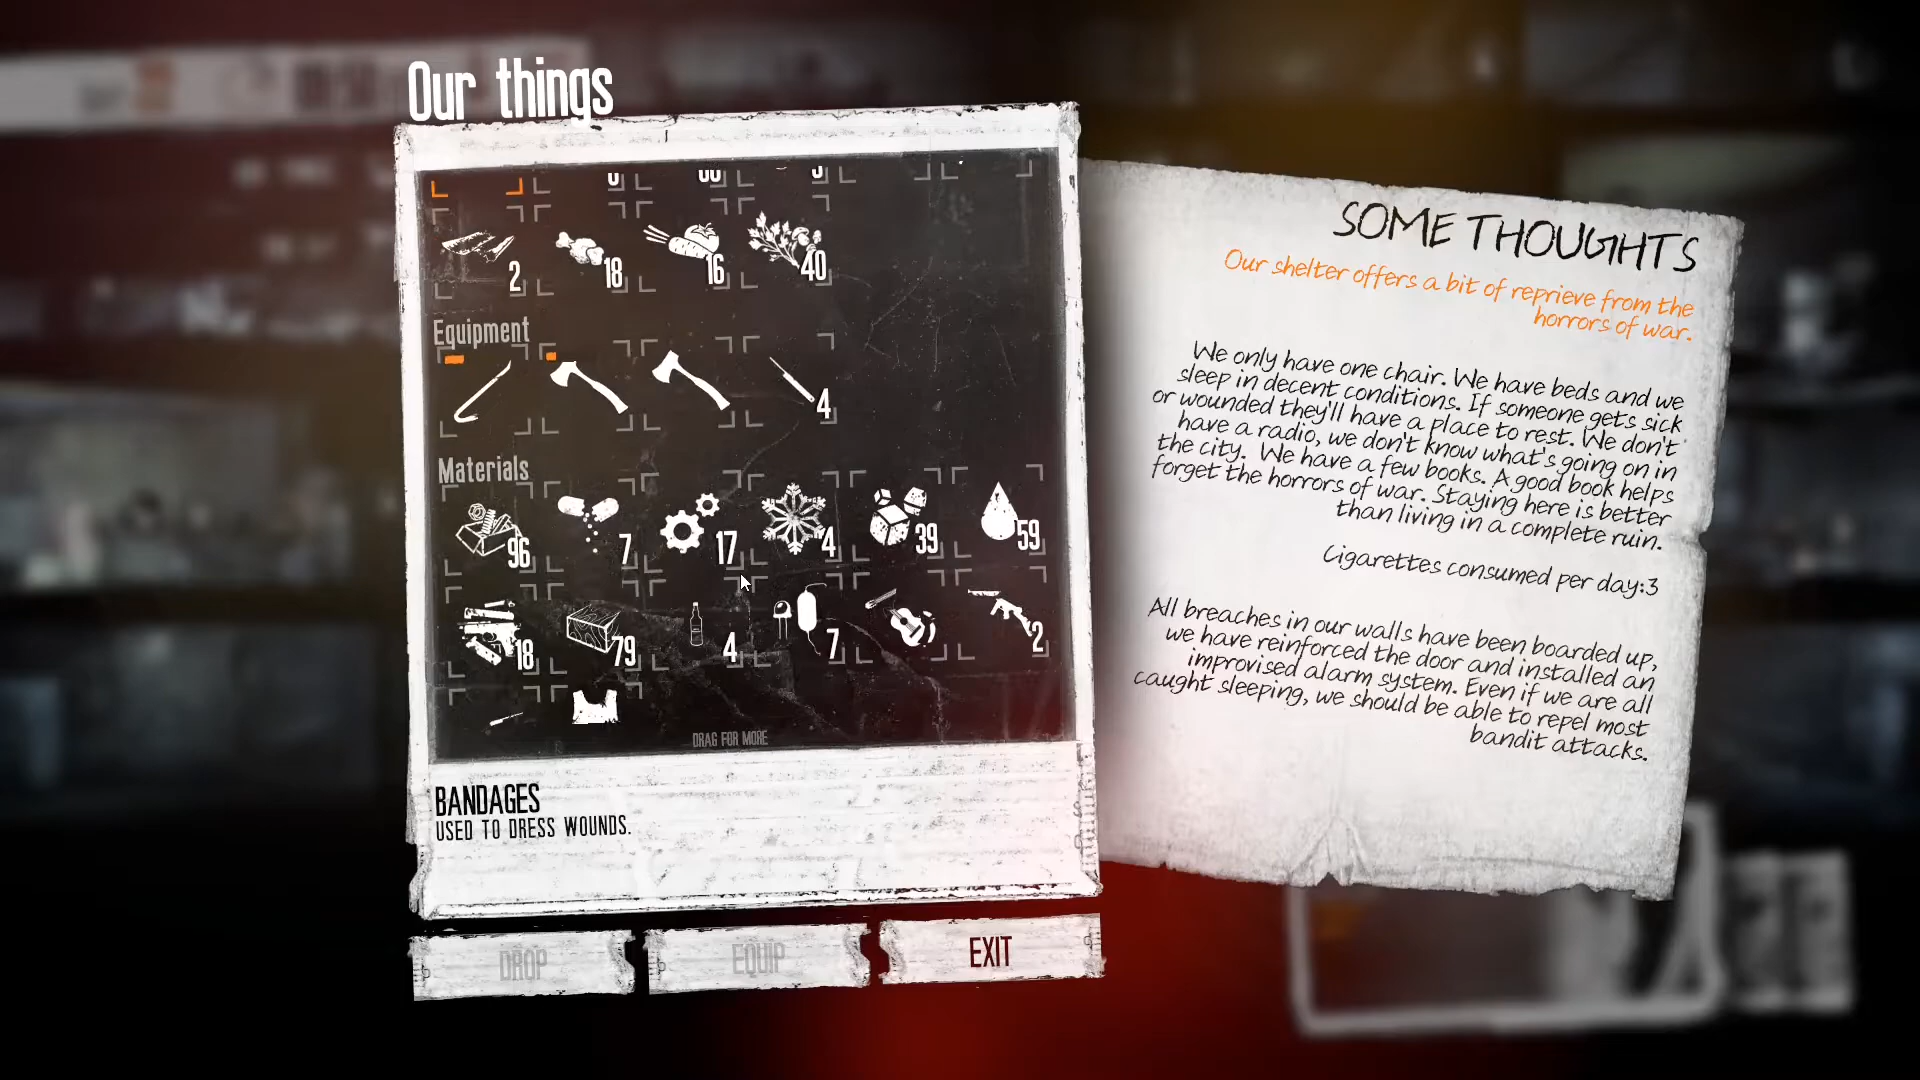 Our things
2
18
16
40
Equipment
4
Materials
96
7
17
4
39
59
18
79
4
7
2
DRAG FOR MORE
BANDAGES
USED TO DRESS WOUNDS.
DROP
EQUIP
EXIT
SOME THOUGHTS
Our shelter offers a bit of reprieve from the
horrors of war.
We only have one chair. We have beds and we
sleep in decent conditions. If someone gets sick
or wounded they'll have a place to rest. We don't
have a radio, we don't know what's going on in
the city. We have a few books. A good book helps
forget the horrors of war. Staying here is better
than living in a complete ruin.
Cigarettes consumed per day:3
All breaches in our walls have been boarded up,
we have reinforced the door and installed an
improvised alarm system. Even if we are all
caught sleeping, we should be able to repel most
bandit attacks.